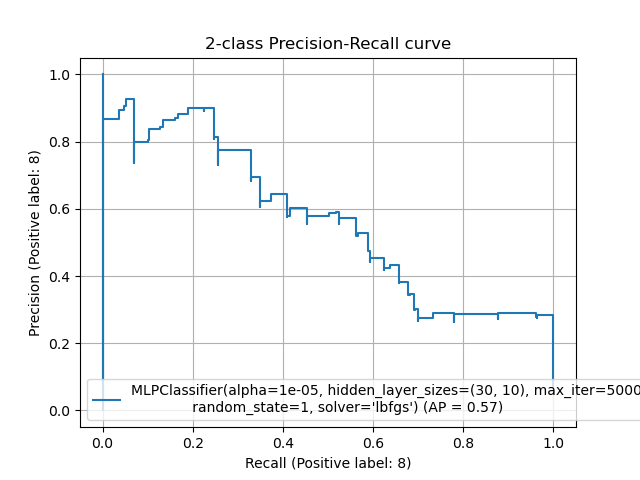 2-class Precision-Recall curve
1.0
0.8
0.6
0.4
0.2
0.0
Precision (Positive label: 8)
MLPClassifier(alpha=1e-05, hidden_layer_sizes=(30, 10), max_iter=5000
random_state=1, solver='lbfgs') (AP = 0.57)
0.0 0.2 0.4 0.6 0.8 1.0
Recall (Positive label: 8)